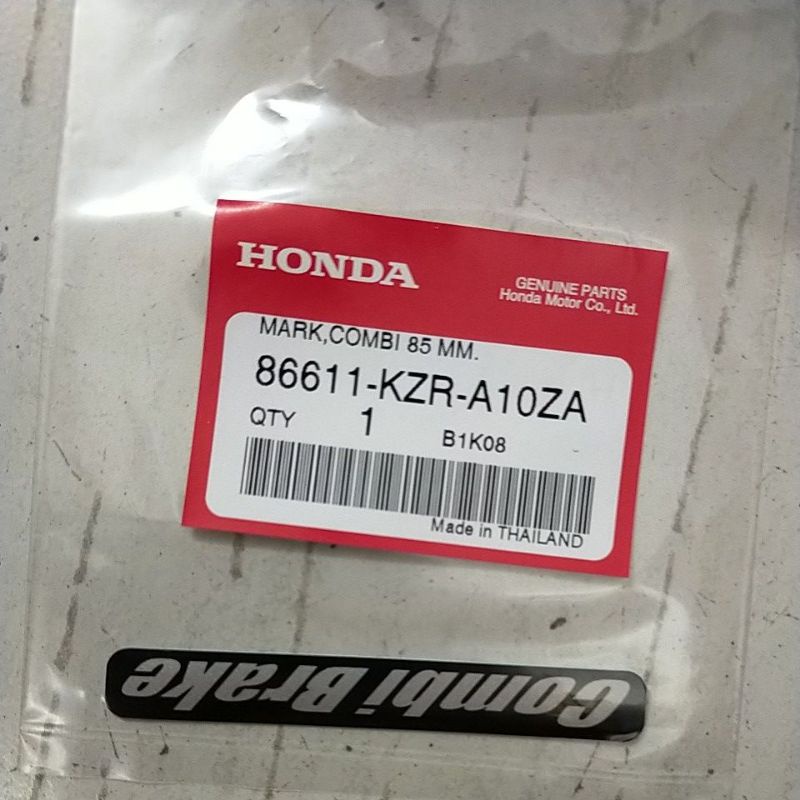 HONDA
GENUINE PARTS
Honda Motor Co., Ltd.
MARK,COMBI 85 MM.
86611-KZR-A10ZA
QTY 1 B1K08
Made in THAILAND
Combi Brake